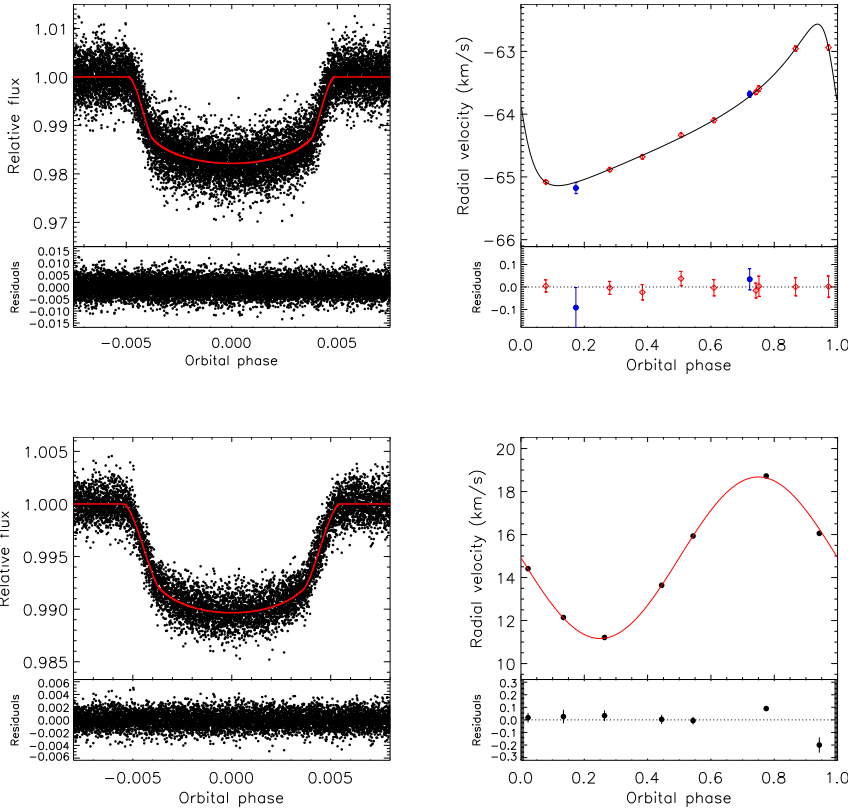 1.01
1.00
0.99
0.98
0.97
Relative flux
0.015
0.010
0.005
0.000
-0.005
-0.010
-0.015
Residuals
-0.005 0.000 0.005
Orbital phase
-63
-64
-65
-66
Radial velocity (km/s)
0.1
0.0
-0.1
Residuals
0.0 0.2 0.4 0.6 0.8 1.0
Orbital phase
1.005
1.000
0.995
0.990
0.985
Relative flux
0.006
0.004
0.002
0.000
-0.002
-0.004
-0.006
Residuals
-0.005 0.000 0.005
Orbital phase
20
18
16
14
12
10
Radial velocity (km/s)
0.3
0.2
0.1
0.0
-0.1
-0.2
-0.3
Residuals
0.0 0.2 0.4 0.6 0.8 1.0
Orbital phase